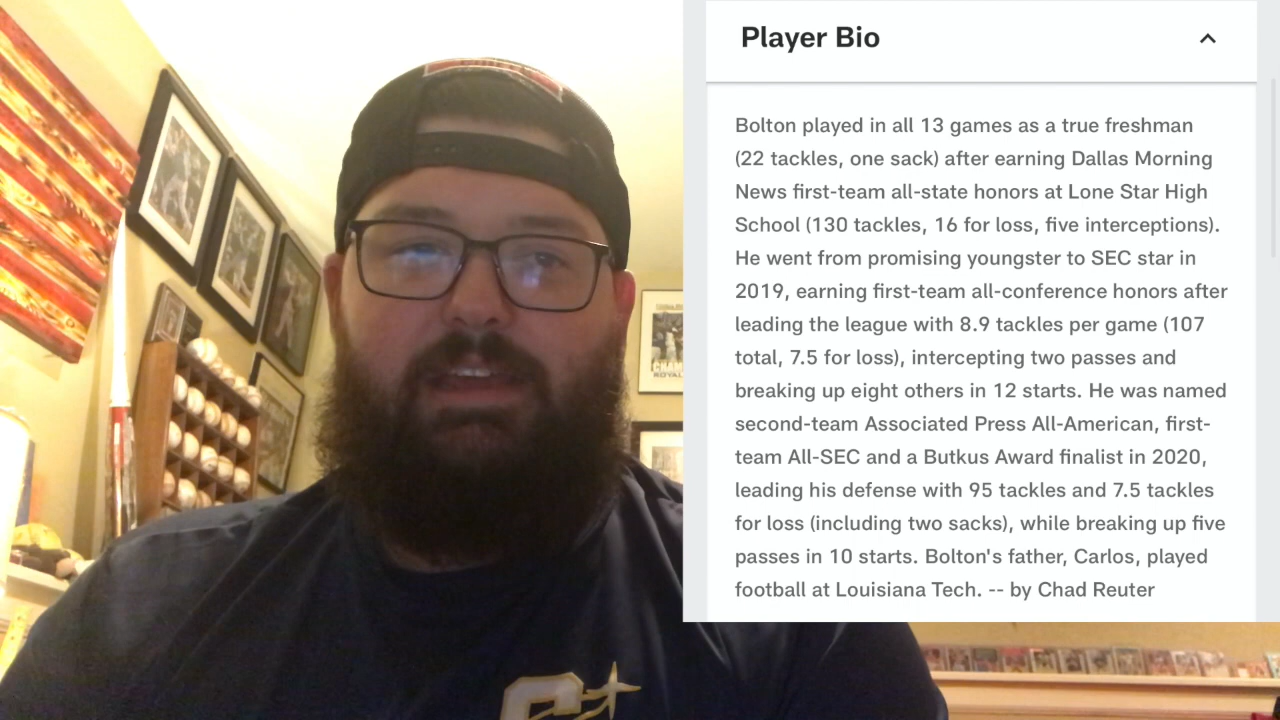 Player Bio
Bolton played in all 13 games as a true freshman
(22 tackles, one sack) after earning Dallas Morning
News first-team all-state honors at Lone Star High
School (130 tackles, 16 for loss, five interceptions).
He went from promising youngster to SEC star in
2019, earning first-team all-conference honors after
leading the league with 8.9 tackles per game (107
total, 7.5 for loss), intercepting two passes and
breaking up eight others in 12 starts. He was named
second-team Associated Press All-American, first-
team All-SEC and a Butkus Award finalist in 2020,
leading his defense with 95 tackles and 7.5 tackles
for loss (including two sacks), while breaking up five
passes in 10 starts. Bolton's father, Carlos, played
football at Louisiana Tech. -- by Chad Reuter
CHAM
ROYAL